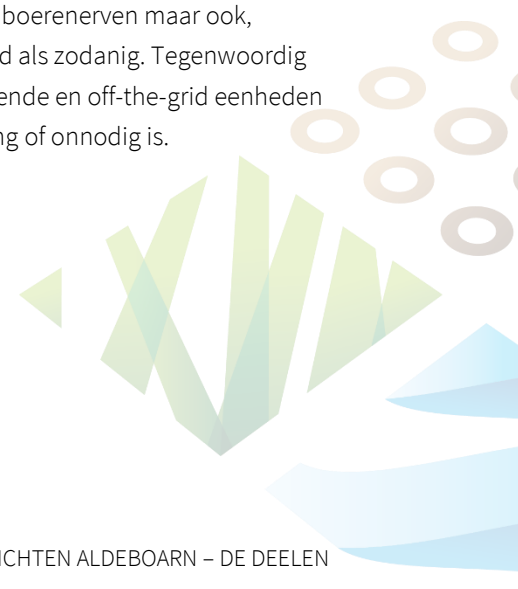 boerenerven maar ook,
d als zodanig. Tegenwoordig
ende en off-the-grid eenheden
ng of onnodig is.
ICHTEN ALDEBOARN – DE DEELEN